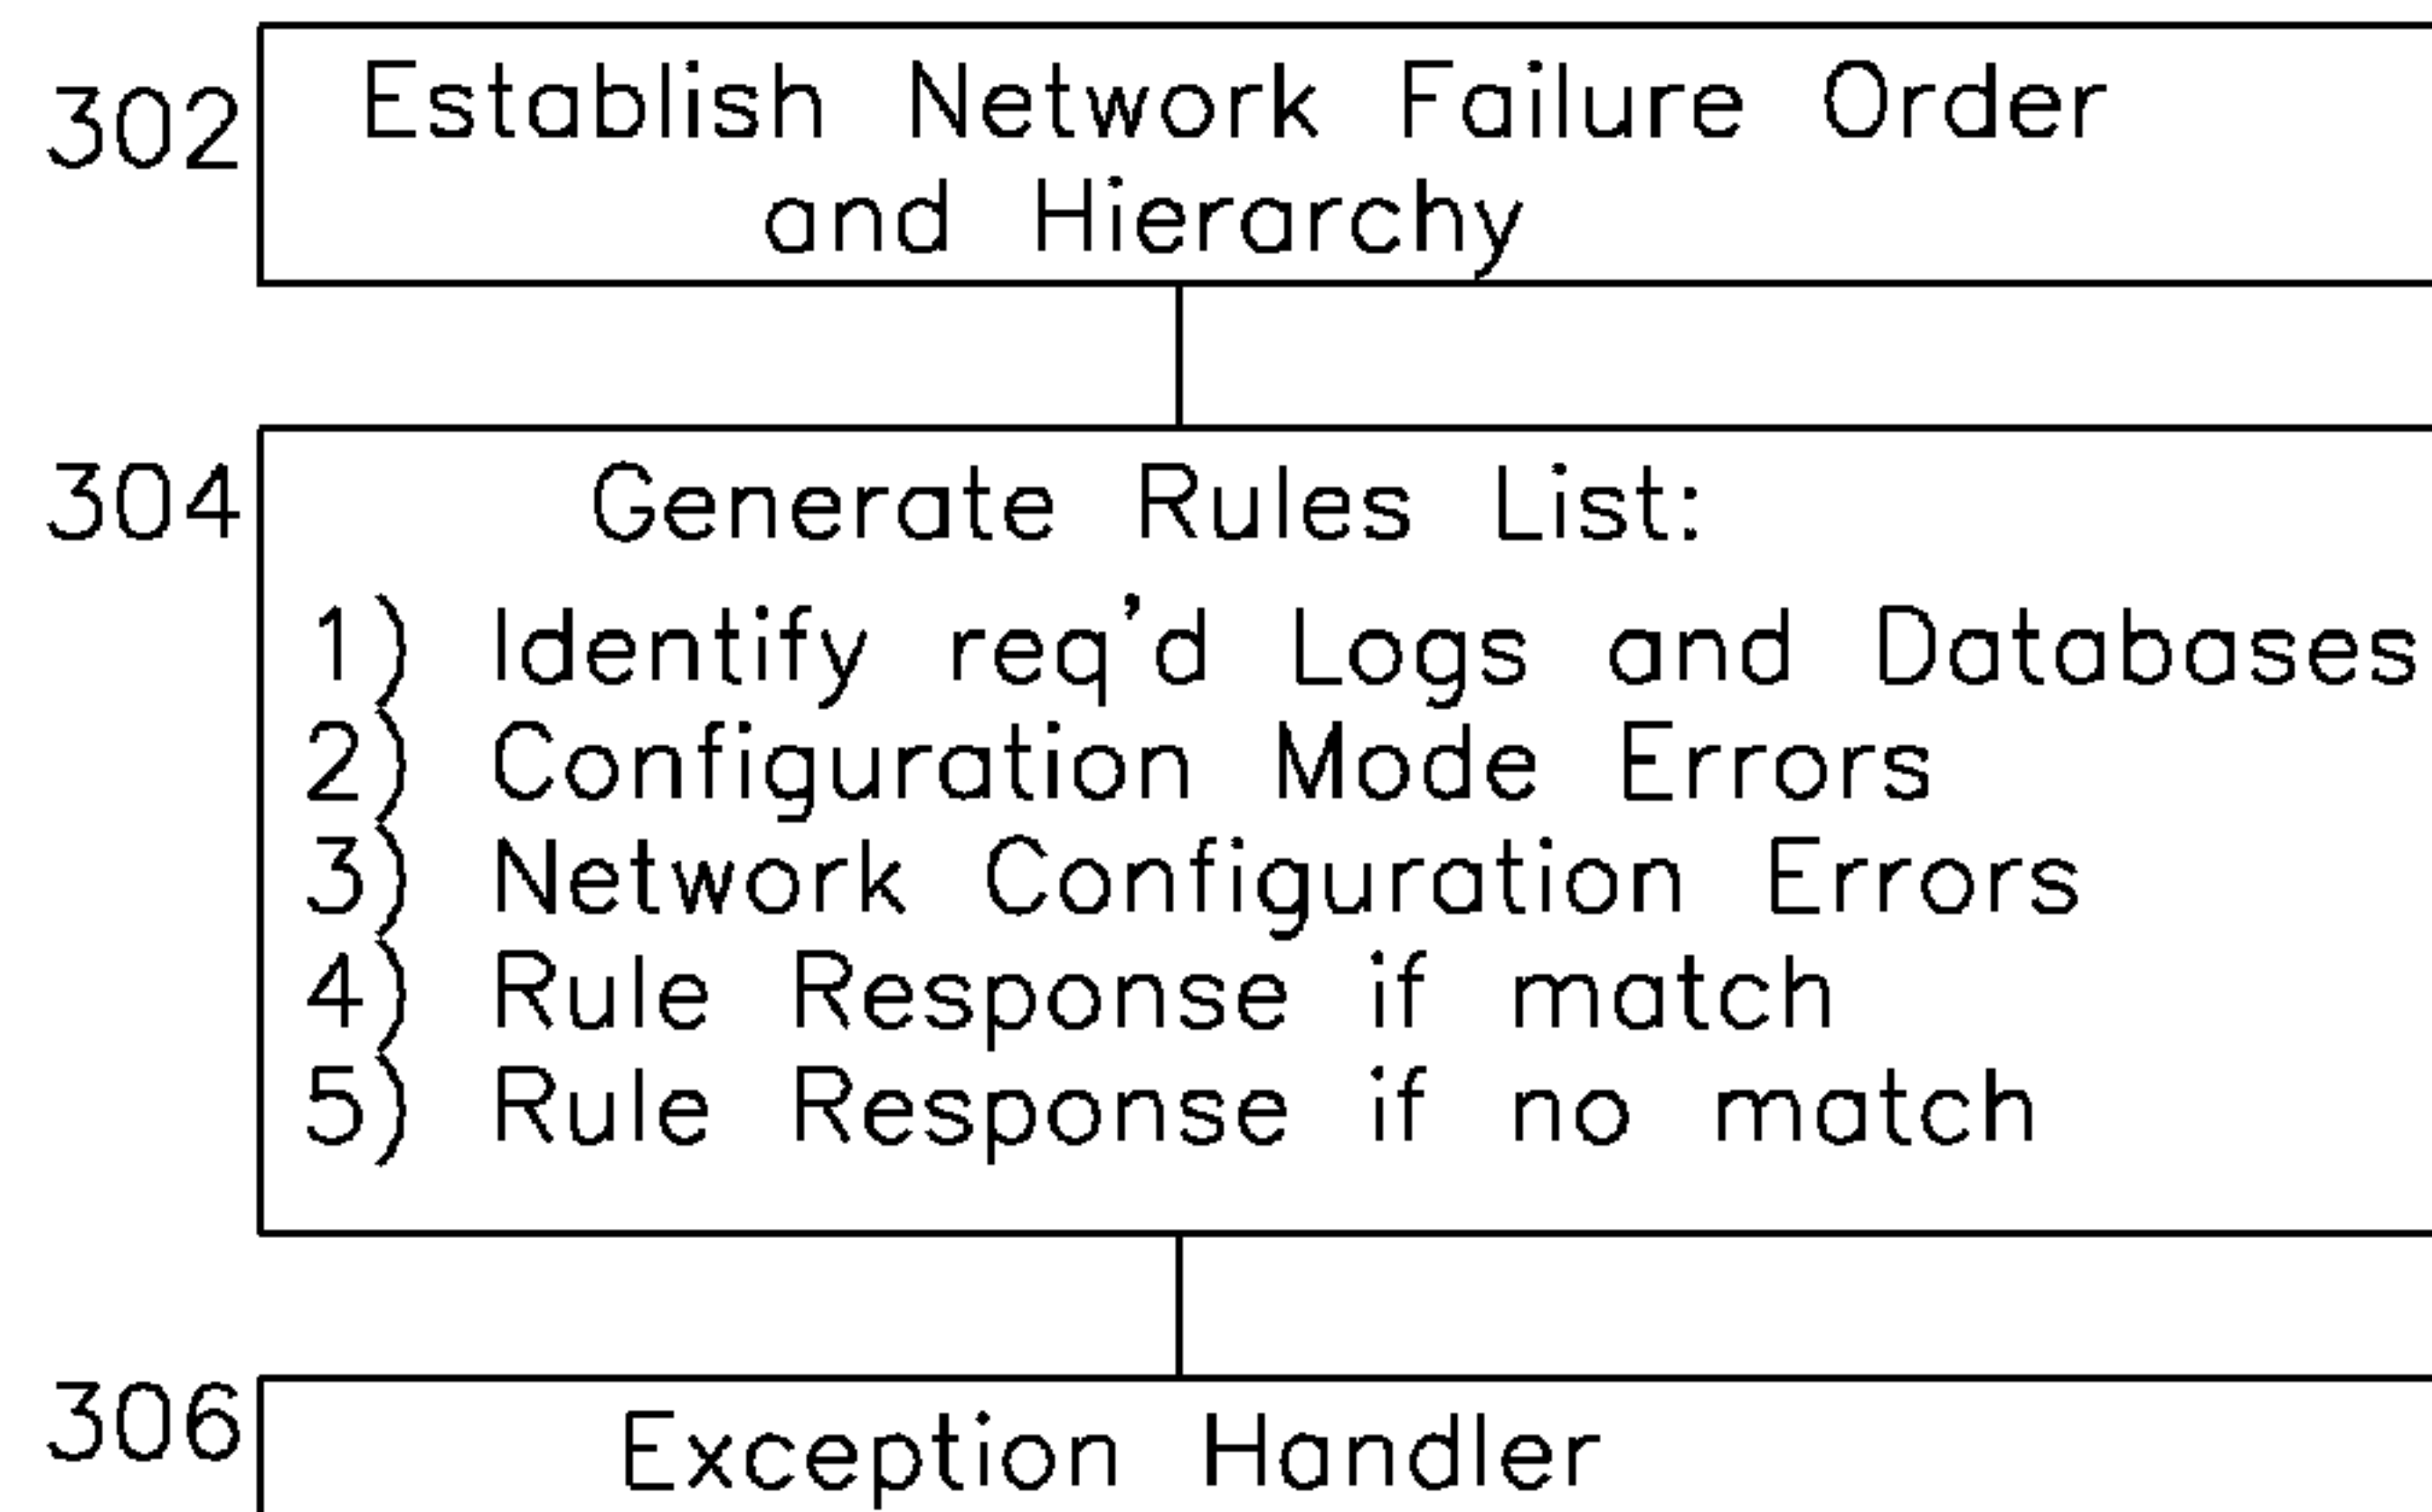 302 Establish Network Failure Order
and Hierarchy
304 Generate Rules List:
1) Identify req'd Logs and Databases
2) Configuration Mode Errors
3) Network Configuration Errors
4) Rule Response if match
5) Rule Response if no match
306 Exception Handler